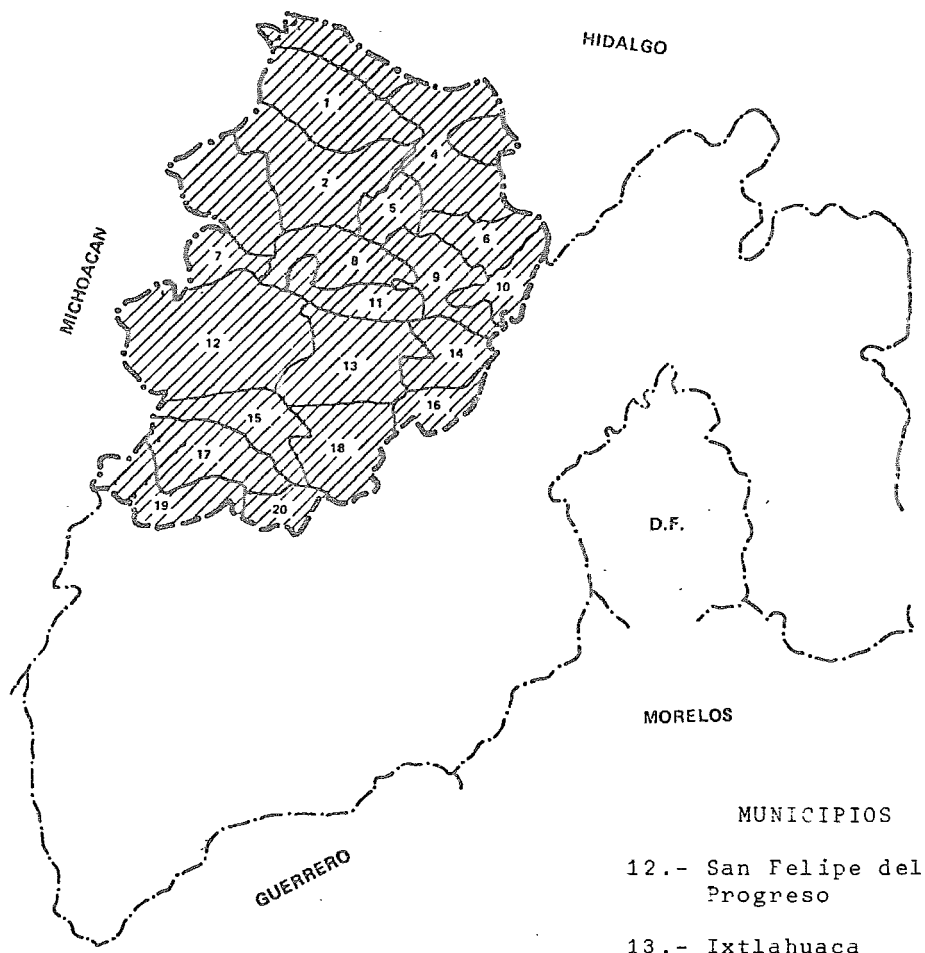 HIDALGO
MICHOACAN
1
4
2
5
6
7
8
9
10
11
12
13
14
15
16
17
18
19
20
D.F.
MORELOS
GUERRERO
MUNICIPIOS
12.- San Felipe del
Progreso
13.- Ixtlahuaca